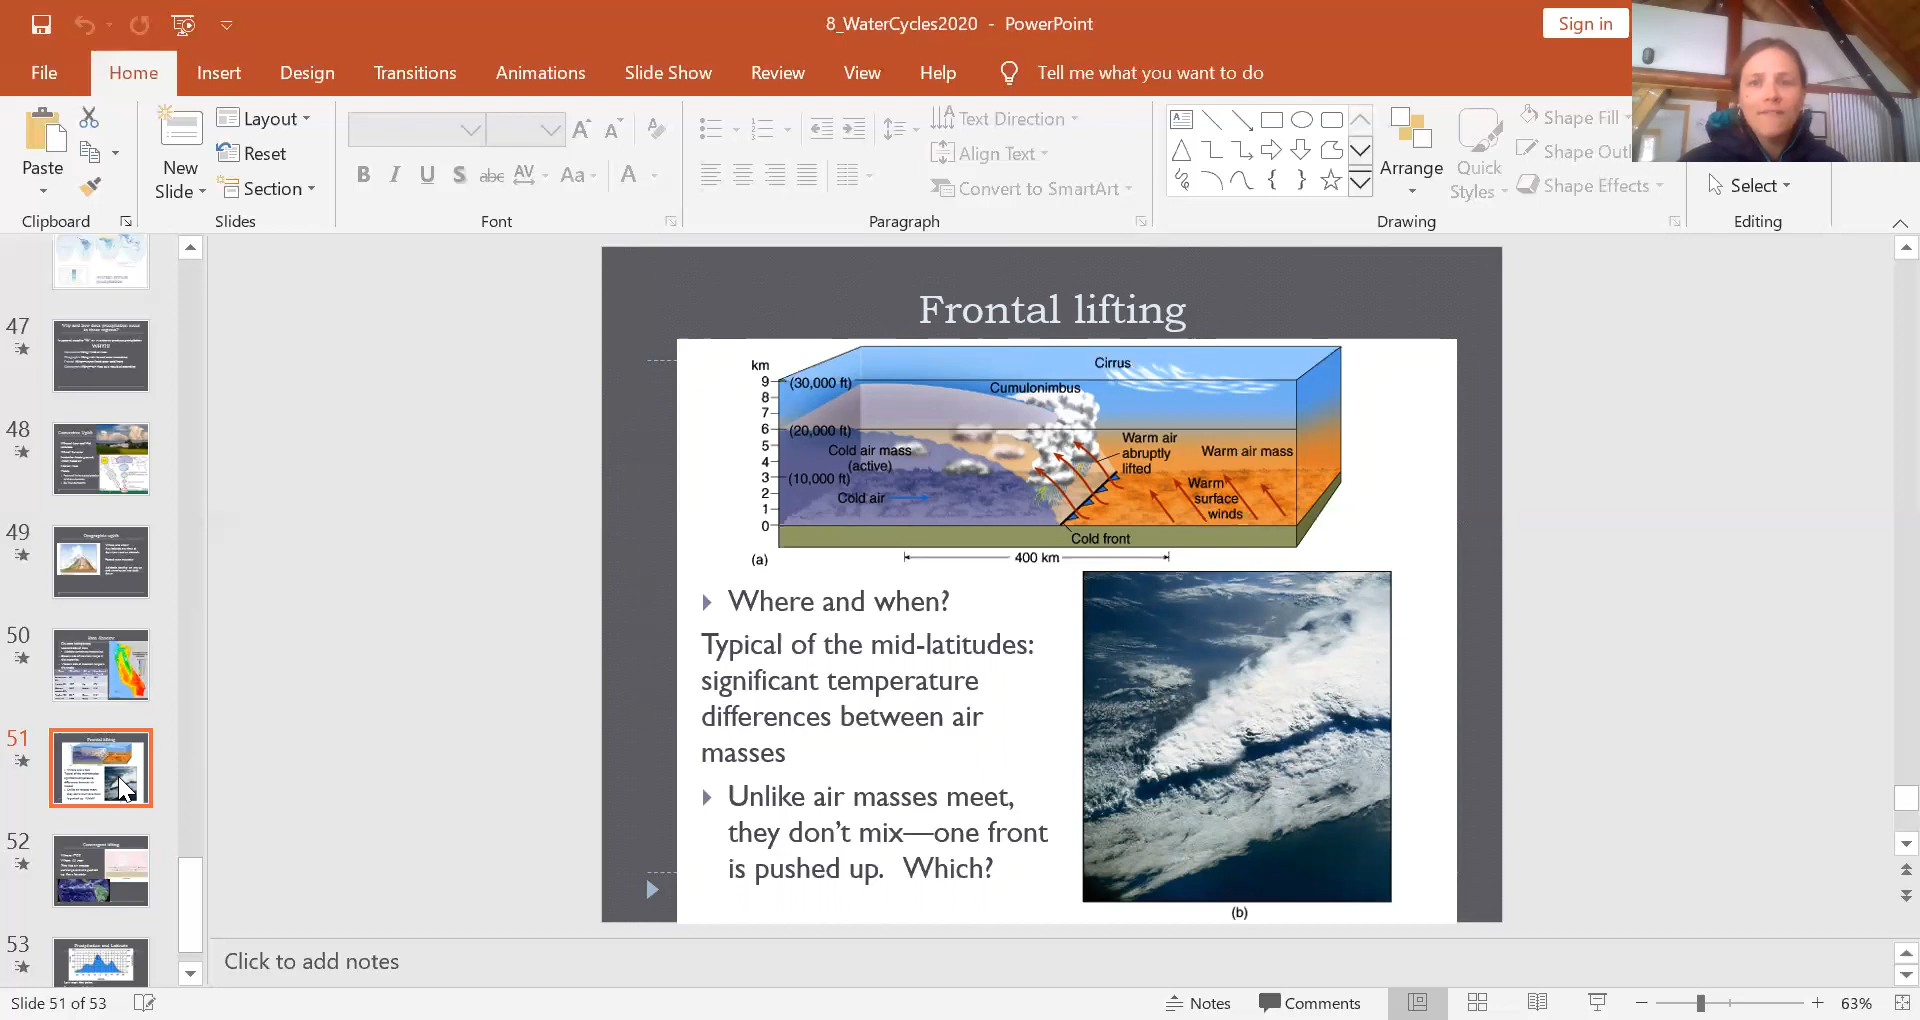 8_WaterCycles2020 - PowerPoint
Sign in
File
Home
Insert
Design
Transitions
Animations
Slide Show
Review
View
Help
Tell me what you want to do
Paste
Clipboard
New
Slide
Layout
Reset
Section
Slides
B I U S abc AV Aa A
Font
Text Direction
Align Text
Convert to SmartArt
Paragraph
Arrange
Quick
Styles
Shape Fill
Shape Outl
Shape Effects
Drawing
Select
Editing
47
48
49
50
51
52
53
Frontal lifting
km
9 (30,000 ft)
8
7
6 (20,000 ft)
5
4
3 (10,000 ft)
2
1
0
Cirrus
Cumulonimbus
Cold air mass
(active)
Cold air
Warm air
abruptly
lifted
Warm air mass
Warm
surface
winds
Cold front
(a)
400 km
Where and when?
Typical of the mid-latitudes:
significant temperature
differences between air
masses
Unlike air masses meet,
they don't mix—one front
is pushed up. Which?
(b)
Click to add notes
Slide 51 of 53
Notes
Comments
63%